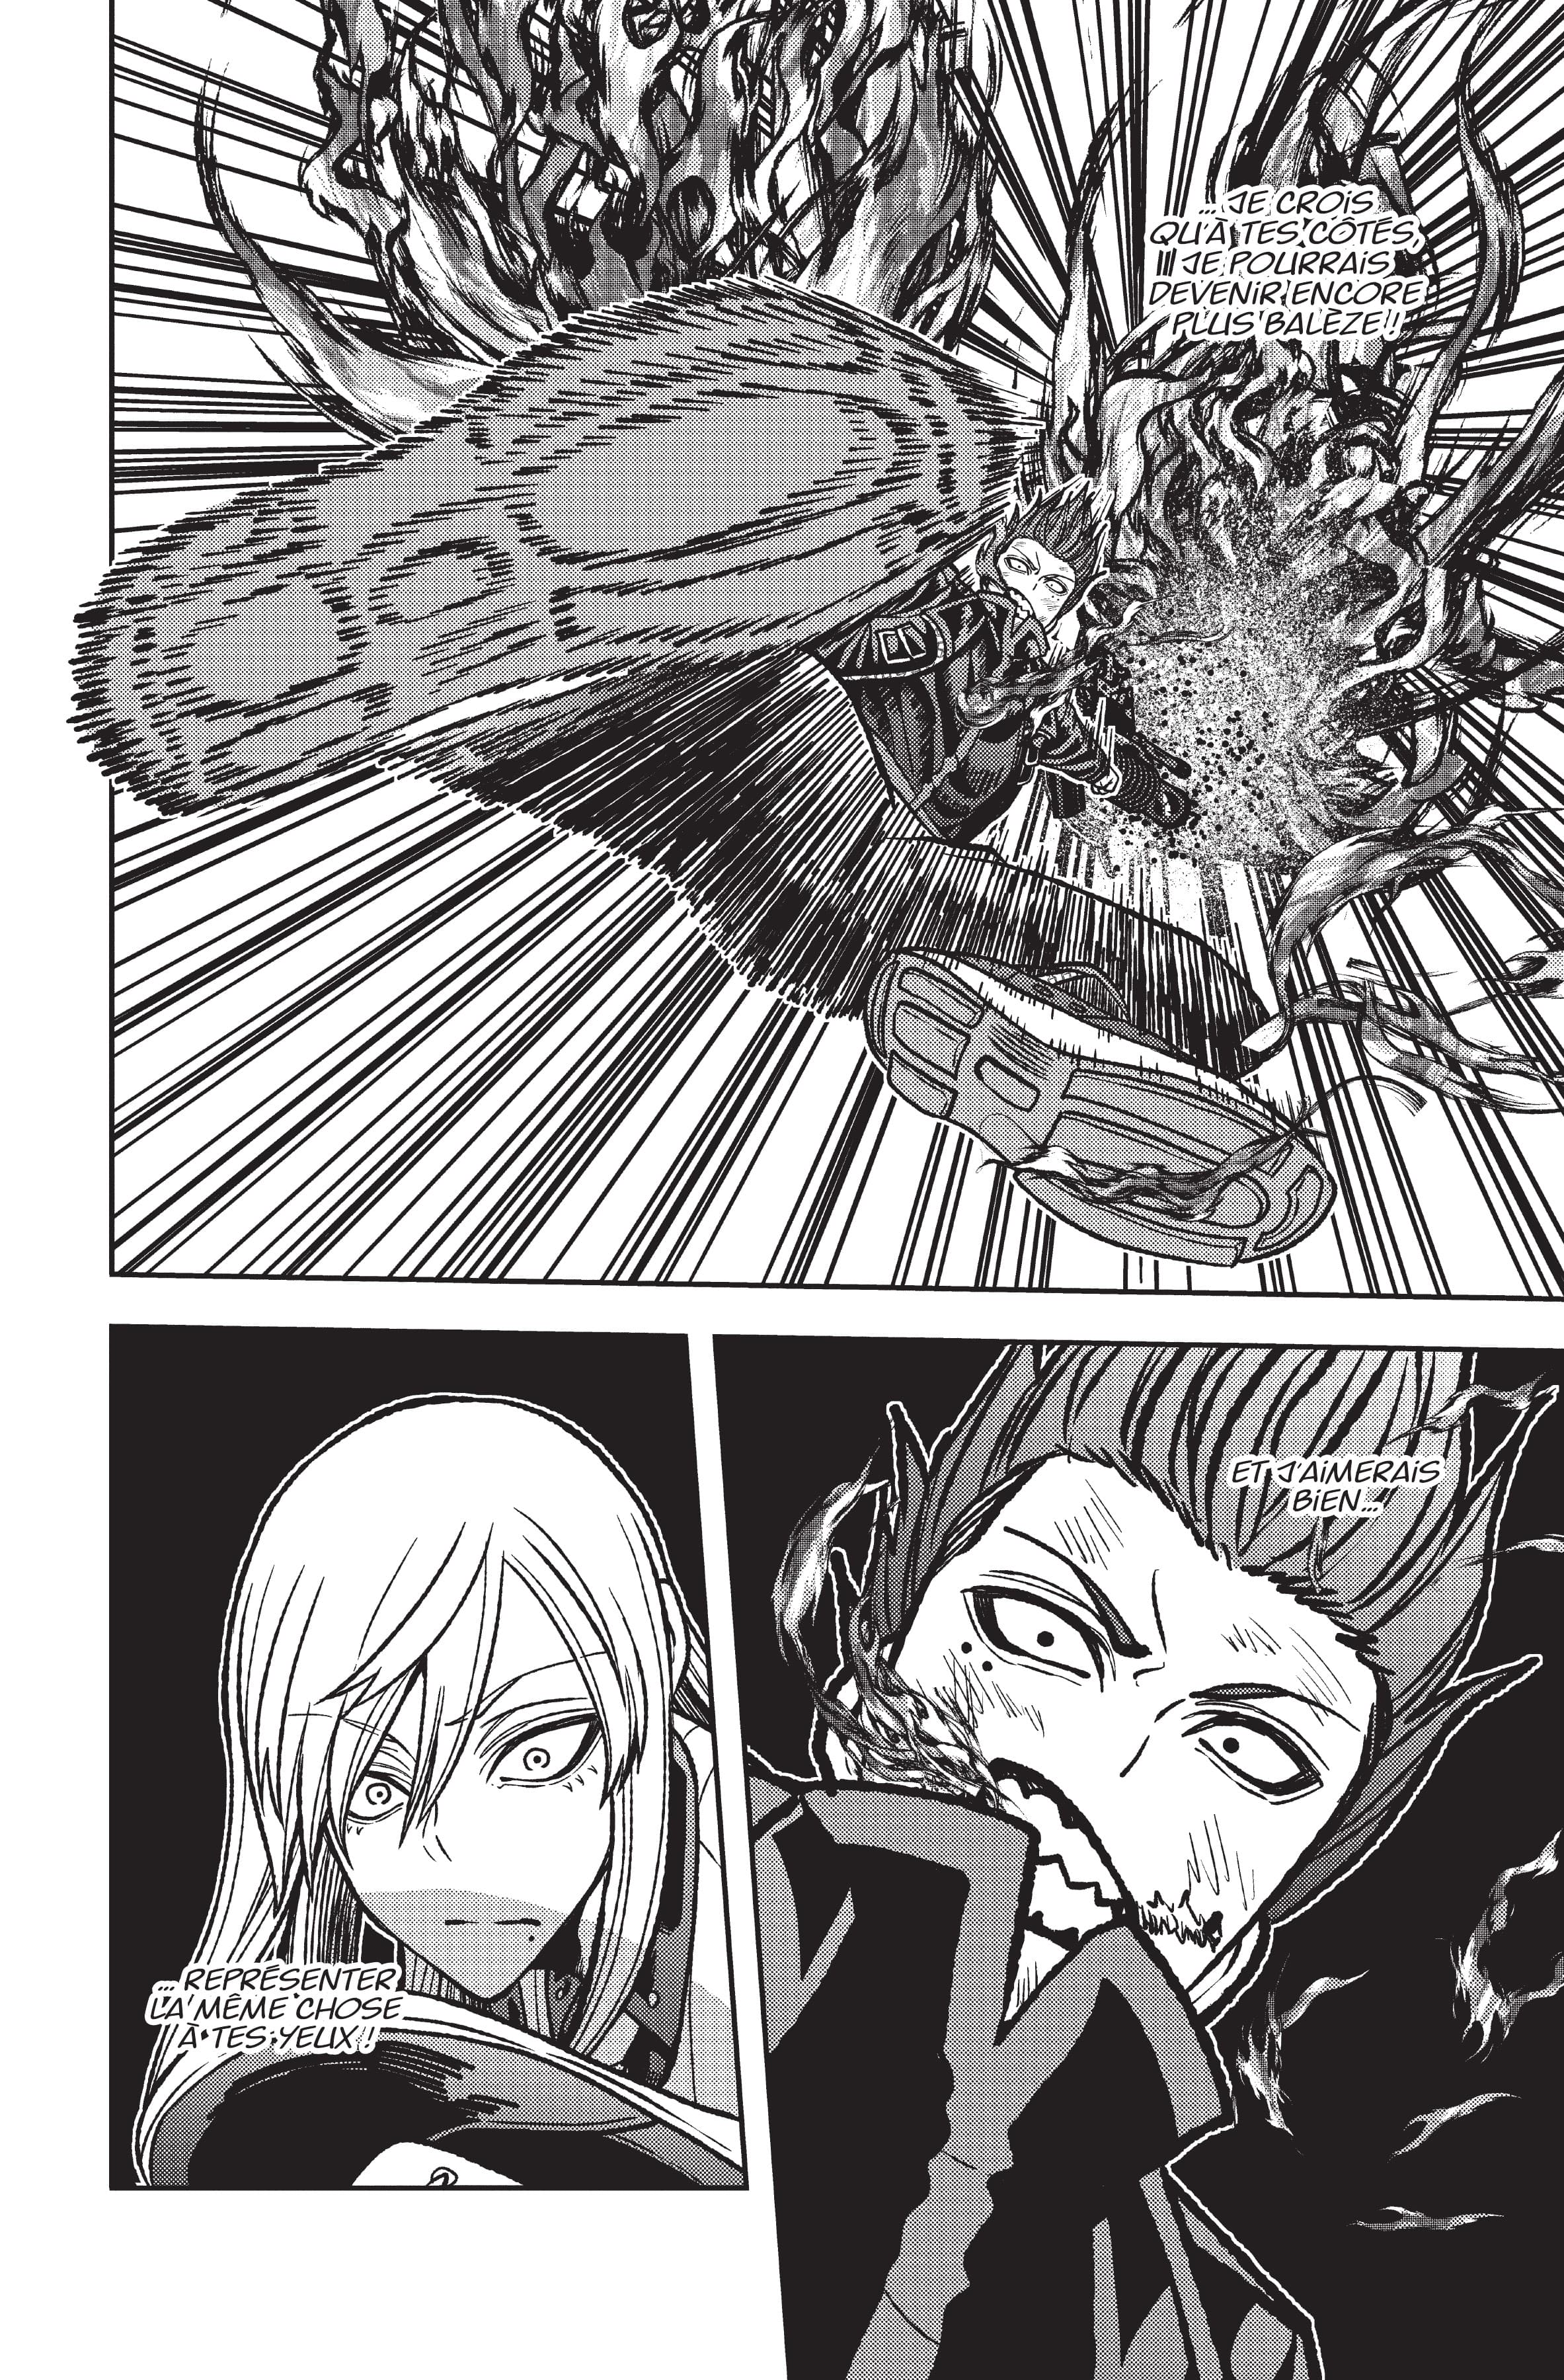 ... JE CROIS
QU'À TES CÔTÉS,
JE POURRAIS
DEVENIR ENCORE
PLUS BALÈZE !
ET J'AIMERAIS
BIEN...
... REPRÉSENTER
LA MÊME CHOSE
À TES YEUX !